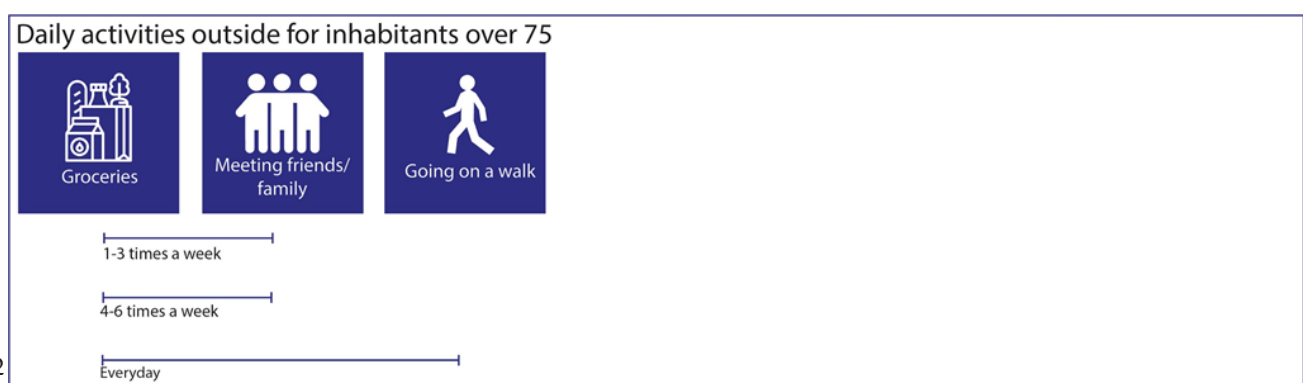 Daily activities outside for inhabitants over 75
Groceries
Meeting friends/
family
Going on a walk
1-3 times a week
4-6 times a week
Everyday
2